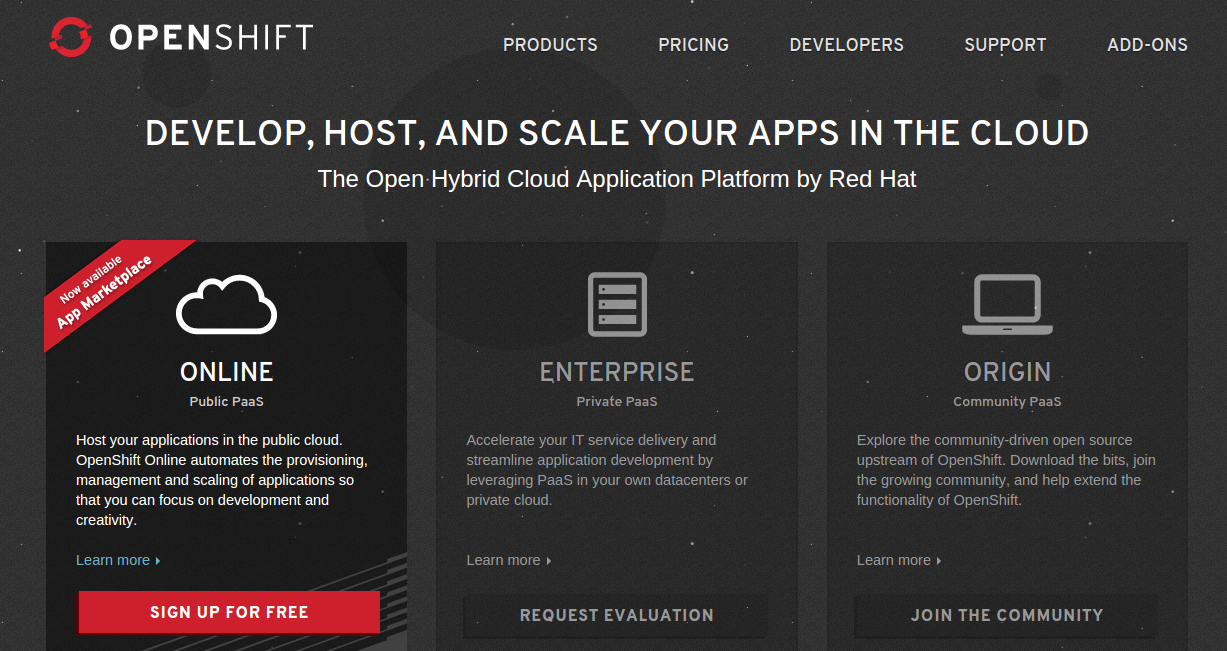 OPENSHIFT
PRODUCTS
PRICING
DEVELOPERS
SUPPORT
ADD-ONS
DEVELOP, HOST, AND SCALE YOUR APPS IN THE CLOUD
The Open Hybrid Cloud Application Platform by Red Hat
Now available
App Marketplace
ONLINE
Public PaaS
Host your applications in the public cloud.
OpenShift Online automates the provisioning,
management and scaling of applications so
that you can focus on development and
creativity.
Learn more
SIGN UP FOR FREE
ENTERPRISE
Private PaaS
Accelerate your IT service delivery and
streamline application development by
leveraging PaaS in your own datacenters or
private cloud.
Learn more
REQUEST EVALUATION
ORIGIN
Community PaaS
Explore the community-driven open source
upstream of OpenShift. Download the bits, join
the growing community, and help extend the
functionality of OpenShift.
Learn more
JOIN THE COMMUNITY